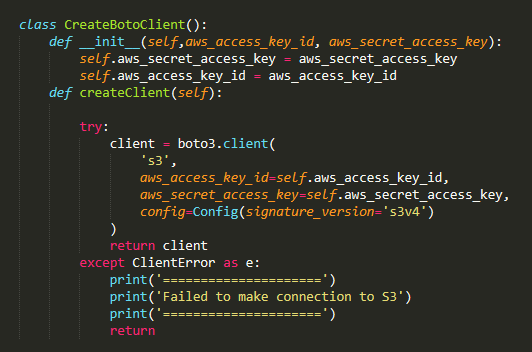 class CreateBotoClient():
    def __init__(self,aws_access_key_id, aws_secret_access_key):
        self.aws_secret_access_key = aws_secret_access_key
        self.aws_access_key_id = aws_access_key_id
    def createClient(self):

        try:
            client = boto3.client(
                's3',
                aws_access_key_id=self.aws_access_key_id,
                aws_secret_access_key=self.aws_secret_access_key,
                config=Config(signature_version='s3v4')
            )
            return client
        except ClientError as e:
            print('=====================')
            print('Failed to make connection to S3')
            print('=====================')
            return